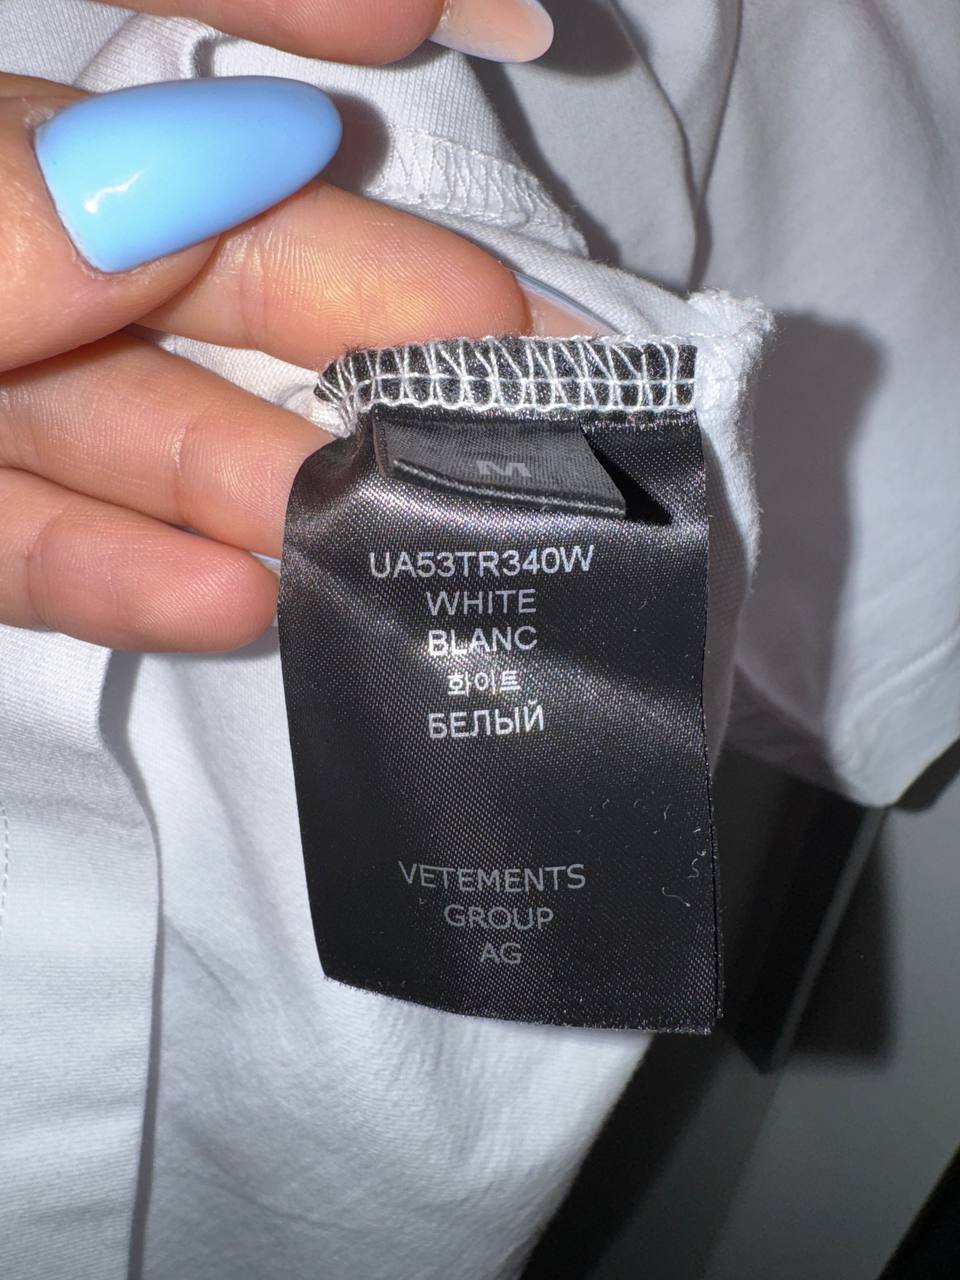 M
UA53TR340W
WHITE
BLANC
화이트
БЕЛЫЙ
VETEMENTS
GROUP
AG